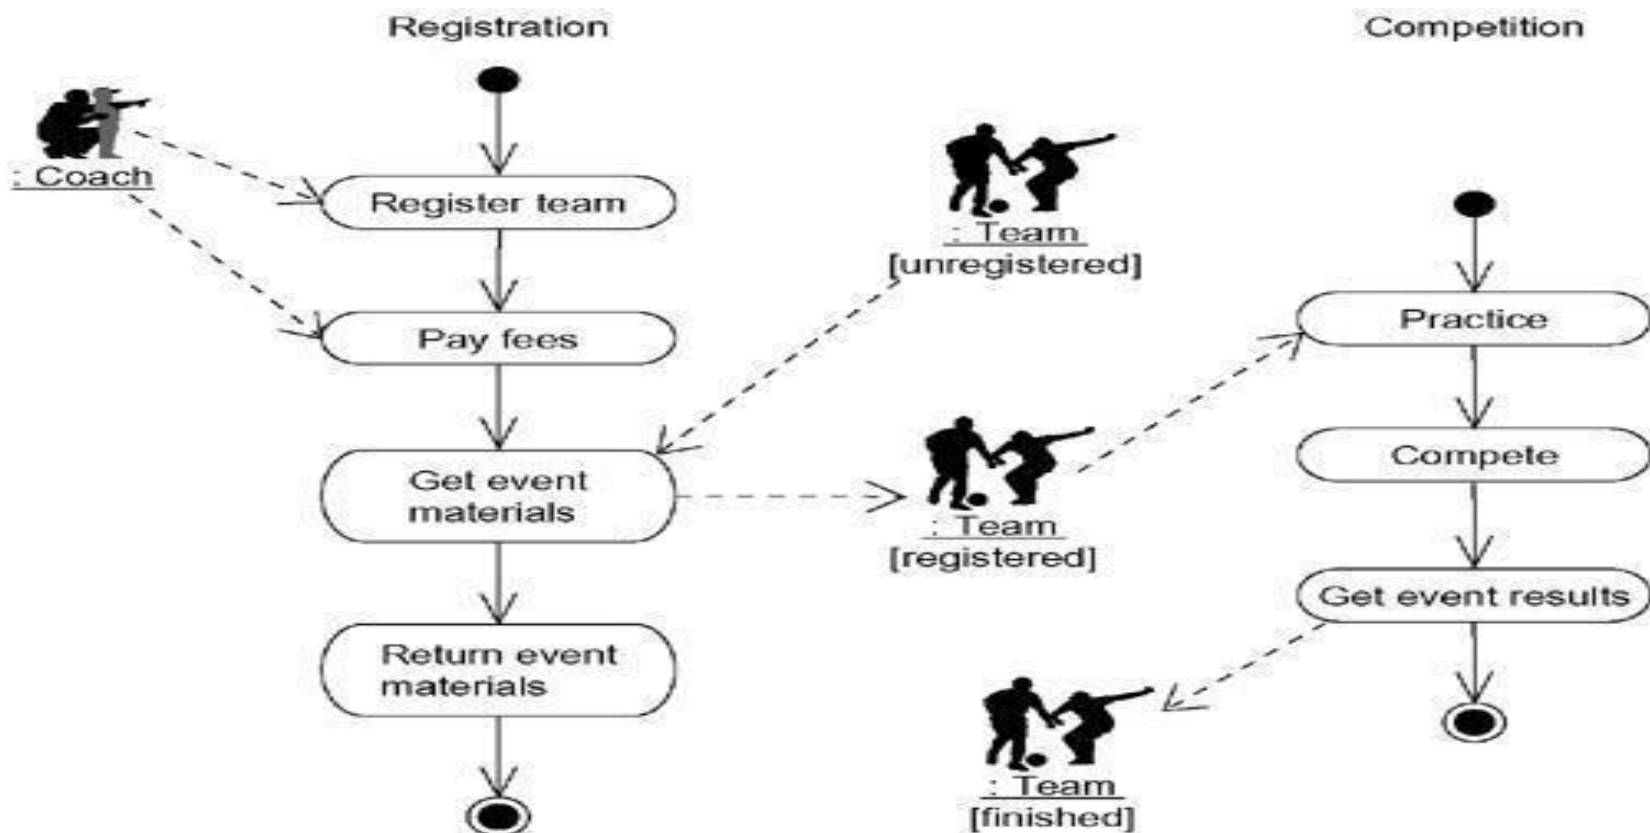 Registration
Competition
: Coach
Register team
: Team
[unregistered]
Pay fees
Practice
Get event
materials
: Team
[registered]
Compete
Return event
materials
Get event results
: Team
[finished]